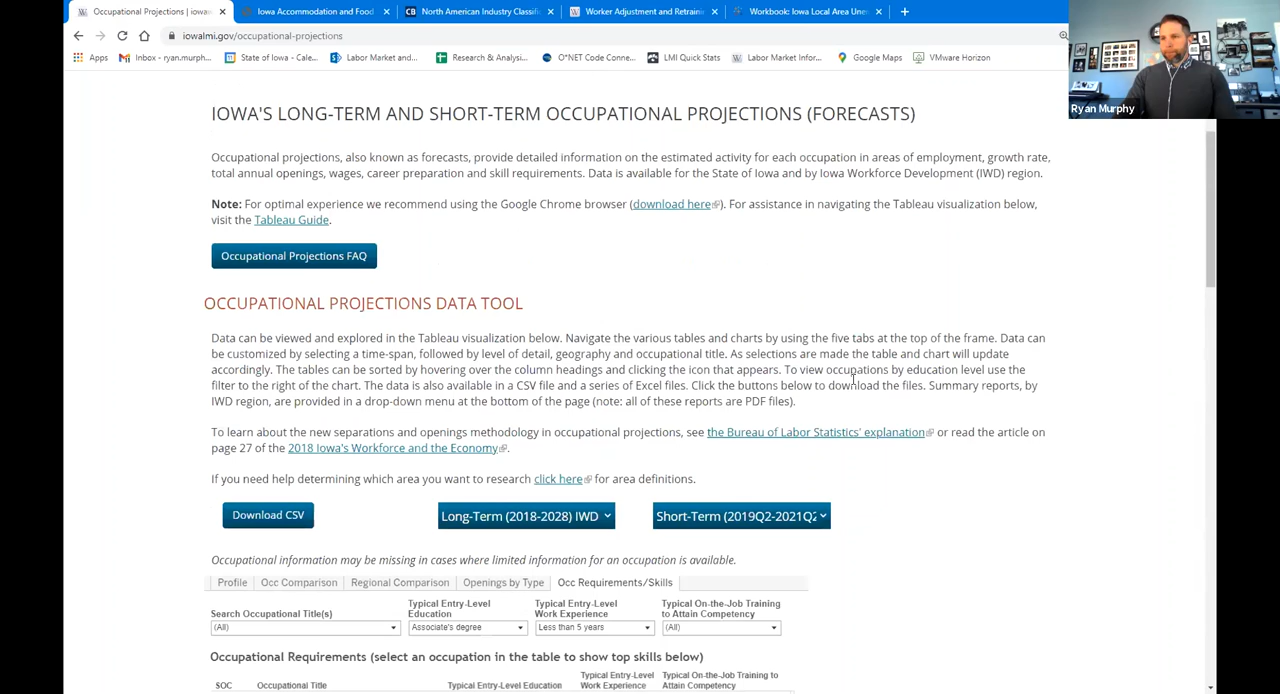 Occupational Projections | iowa
Iowa Accommodation and Food
North American Industry Classifi
Worker Adjustment and Retraini
Workbook: Iowa Local Area Une
iowalmi.gov/occupational-projections
Apps
Inbox - ryan.murph...
State of Iowa - Cale...
Labor Market and...
Research & Analysi...
O*NET Code Conne...
LMI Quick Stats
Labor Market Infor...
Google Maps
VMware Horizon
Ryan Murphy
IOWA'S LONG-TERM AND SHORT-TERM OCCUPATIONAL PROJECTIONS (FORECASTS)
Occupational projections, also known as forecasts, provide detailed information on the estimated activity for each occupation in areas of employment, growth rate,
total annual openings, wages, career preparation and skill requirements. Data is available for the State of Iowa and by Iowa Workforce Development (IWD) region.
Note: For optimal experience we recommend using the Google Chrome browser (download here). For assistance in navigating the Tableau visualization below,
visit the Tableau Guide.
Occupational Projections FAQ
OCCUPATIONAL PROJECTIONS DATA TOOL
Data can be viewed and explored in the Tableau visualization below. Navigate the various tables and charts by using the five tabs at the top of the frame. Data can
be customized by selecting a time-span, followed by level of detail, geography and occupational title. As selections are made the table and chart will update
accordingly. The tables can be sorted by hovering over the column headings and clicking the icon that appears. To view occupations by education level use the
filter to the right of the chart. The data is also available in a CSV file and a series of Excel files. Click the buttons below to download the files. Summary reports, by
IWD region, are provided in a drop-down menu at the bottom of the page (note: all of these reports are PDF files).
To learn about the new separations and openings methodology in occupational projections, see the Bureau of Labor Statistics' explanation or read the article on
page 27 of the 2018 Iowa's Workforce and the Economy.
If you need help determining which area you want to research click here for area definitions.
Download CSV
Long-Term (2018-2028) IWD
Short-Term (2019Q2-2021Q2
Occupational information may be missing in cases where limited information for an occupation is available.
Profile
Occ Comparison
Regional Comparison
Openings by Type
Occ Requirements/Skills
Search Occupational Title(s)
(All)
Typical Entry-Level
Education
Associate's degree
Typical Entry-Level
Work Experience
Less than 5 years
Typical On-the-Job Training
to Attain Competency
(All)
Occupational Requirements (select an occupation in the table to show top skills below)
SOC
Occupational Title
Typical Entry-Level Education
Typical Entry-Level
Work Experience
Typical On-the-Job Training to
Attain Competency